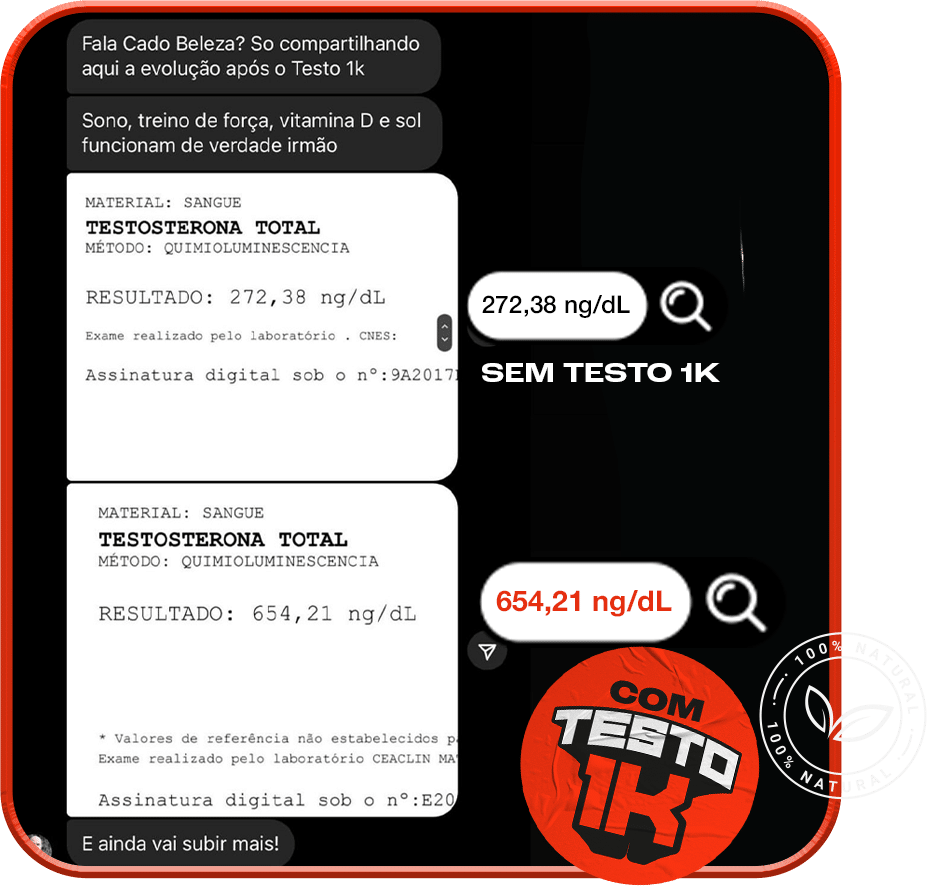 Fala Cado Beleza? So compartilhando
aqui a evolução após o Testo 1k
Sono, treino de força, vitamina D e sol
funcionam de verdade irmão
MATERIAL: SANGUE
TESTOSTERONA TOTAL
MÉTODO: QUIMIOLUMINESCENCIA
RESULTADO: 272,38 ng/dL
Exame realizado pelo laboratório . CNES:
Assinatura digital sob o nº:9A2017
272,38 ng/dL
SEM TESTO 1K
MATERIAL: SANGUE
TESTOSTERONA TOTAL
MÉTODO: QUIMIOLUMINESCENCIA
RESULTADO: 654,21 ng/dL
* Valores de referência não estabelecidos p
Exame realizado pelo laboratório CEACLIN MA
Assinatura digital sob o nº:E20
654,21 ng/dL
COM
TESTO
1K
100% NATURAL
100% NATURAL
E ainda vai subir mais!